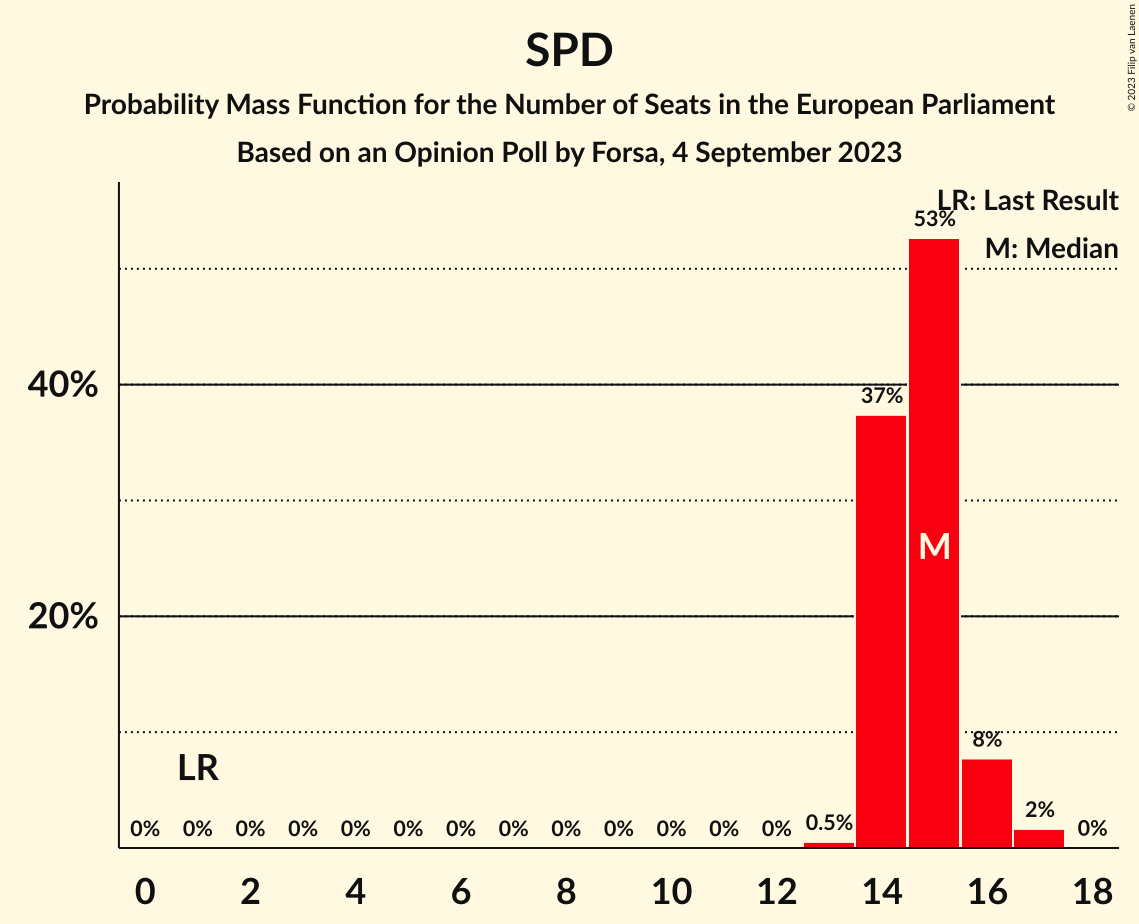 SPD
Probability Mass Function for the Number of Seats in the European Parliament
Based on an Opinion Poll by Forsa, 4 September 2023
© 2023 Filip van Laenen
LR: Last Result
M: Median
53%
40%
37%
M
20%
LR
8%
0% 0% 0% 0% 0% 0% 0% 0% 0% 0% 0% 0% 0% 0.5% 2% 0%
0 2 4 6 8 10 12 14 16 18